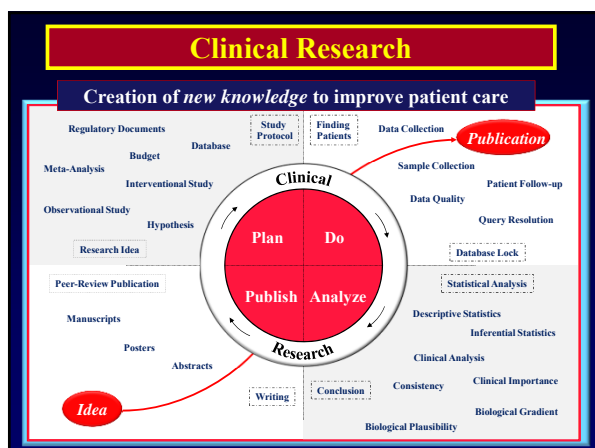 Clinical Research
Creation of new knowledge to improve patient care
Regulatory Documents
Study
Protocol
Budget
Database
Meta-Analysis
Interventional Study
Observational Study
Hypothesis
Research Idea
Finding
Patients
Data Collection
Publication
Sample Collection
Patient Follow-up
Data Quality
Query Resolution
Database Lock
Clinical
Plan
Do
Publish
Analyze
Research
Peer-Review Publication
Manuscripts
Posters
Abstracts
Writing
Idea
Statistical Analysis
Descriptive Statistics
Inferential Statistics
Clinical Analysis
Consistency
Clinical Importance
Conclusion
Biological Gradient
Biological Plausibility